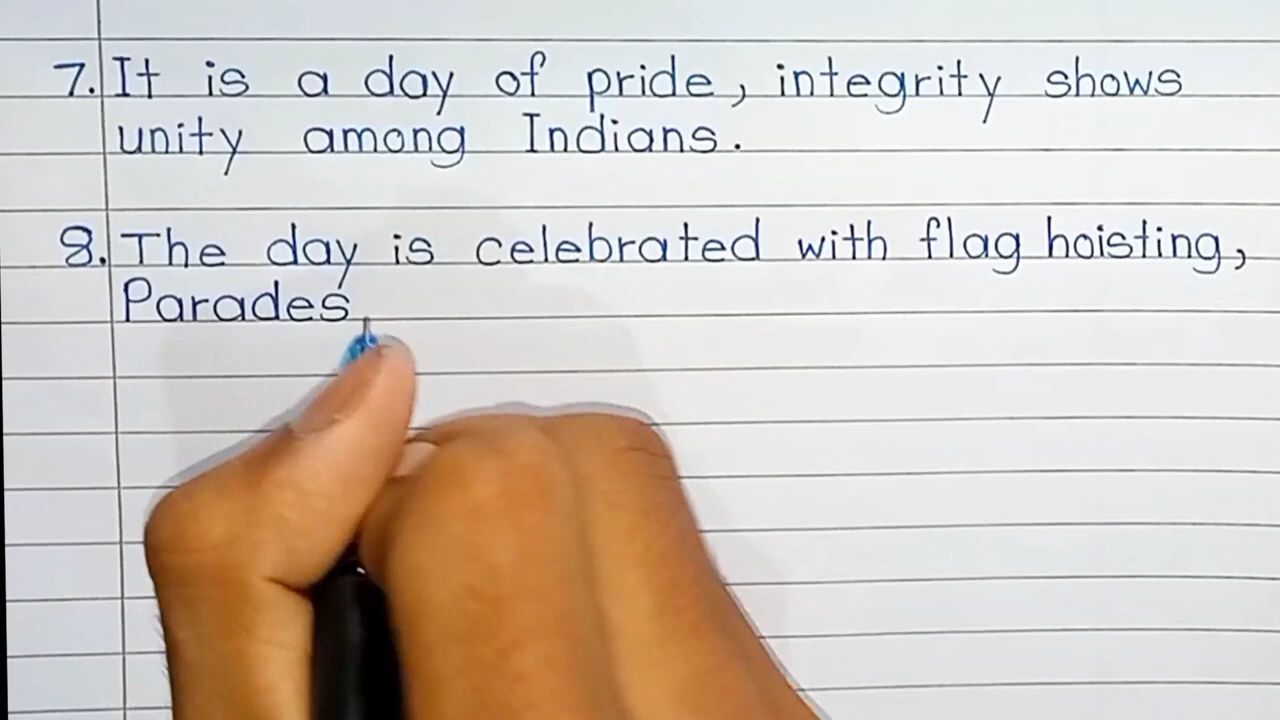 7. It is a day of pride, integrity shows
unity among Indians.
8. The day is celebrated with flag hoisting,
Parades